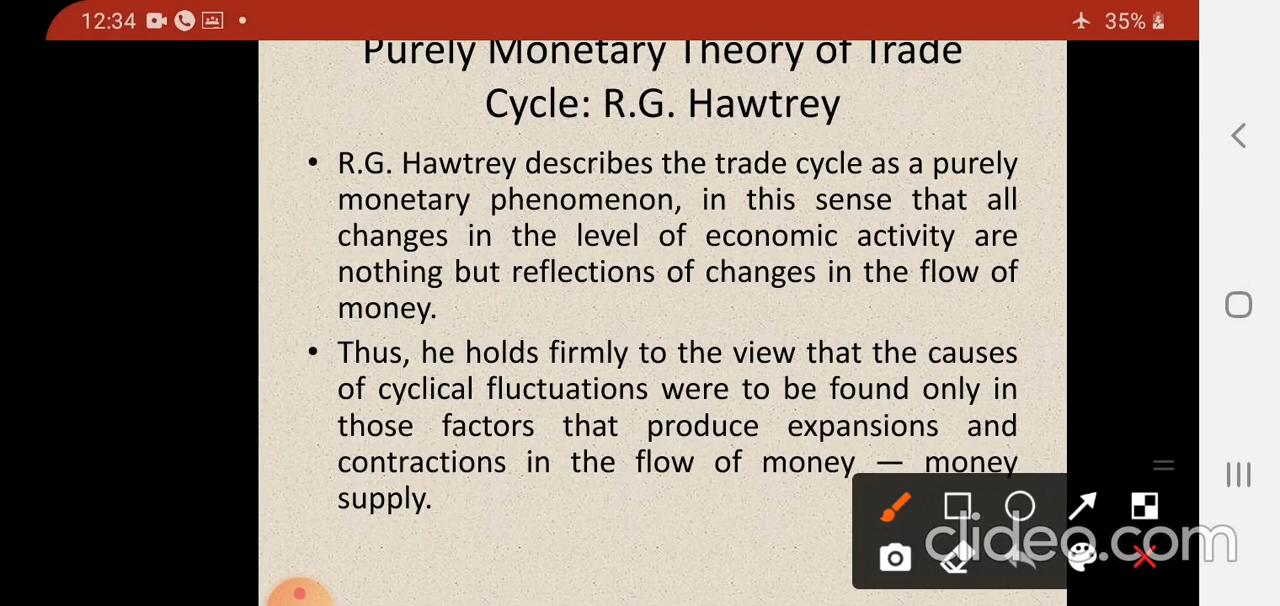 12:34
35%
Purely Monetary Theory of Trade
Cycle: R.G. Hawtrey
• R.G. Hawtrey describes the trade cycle as a purely
monetary phenomenon, in this sense that all
changes in the level of economic activity are
nothing but reflections of changes in the flow of
money.
• Thus, he holds firmly to the view that the causes
of cyclical fluctuations were to be found only in
those factors that produce expansions and
contractions in the flow of money — money
supply.
clideo.com